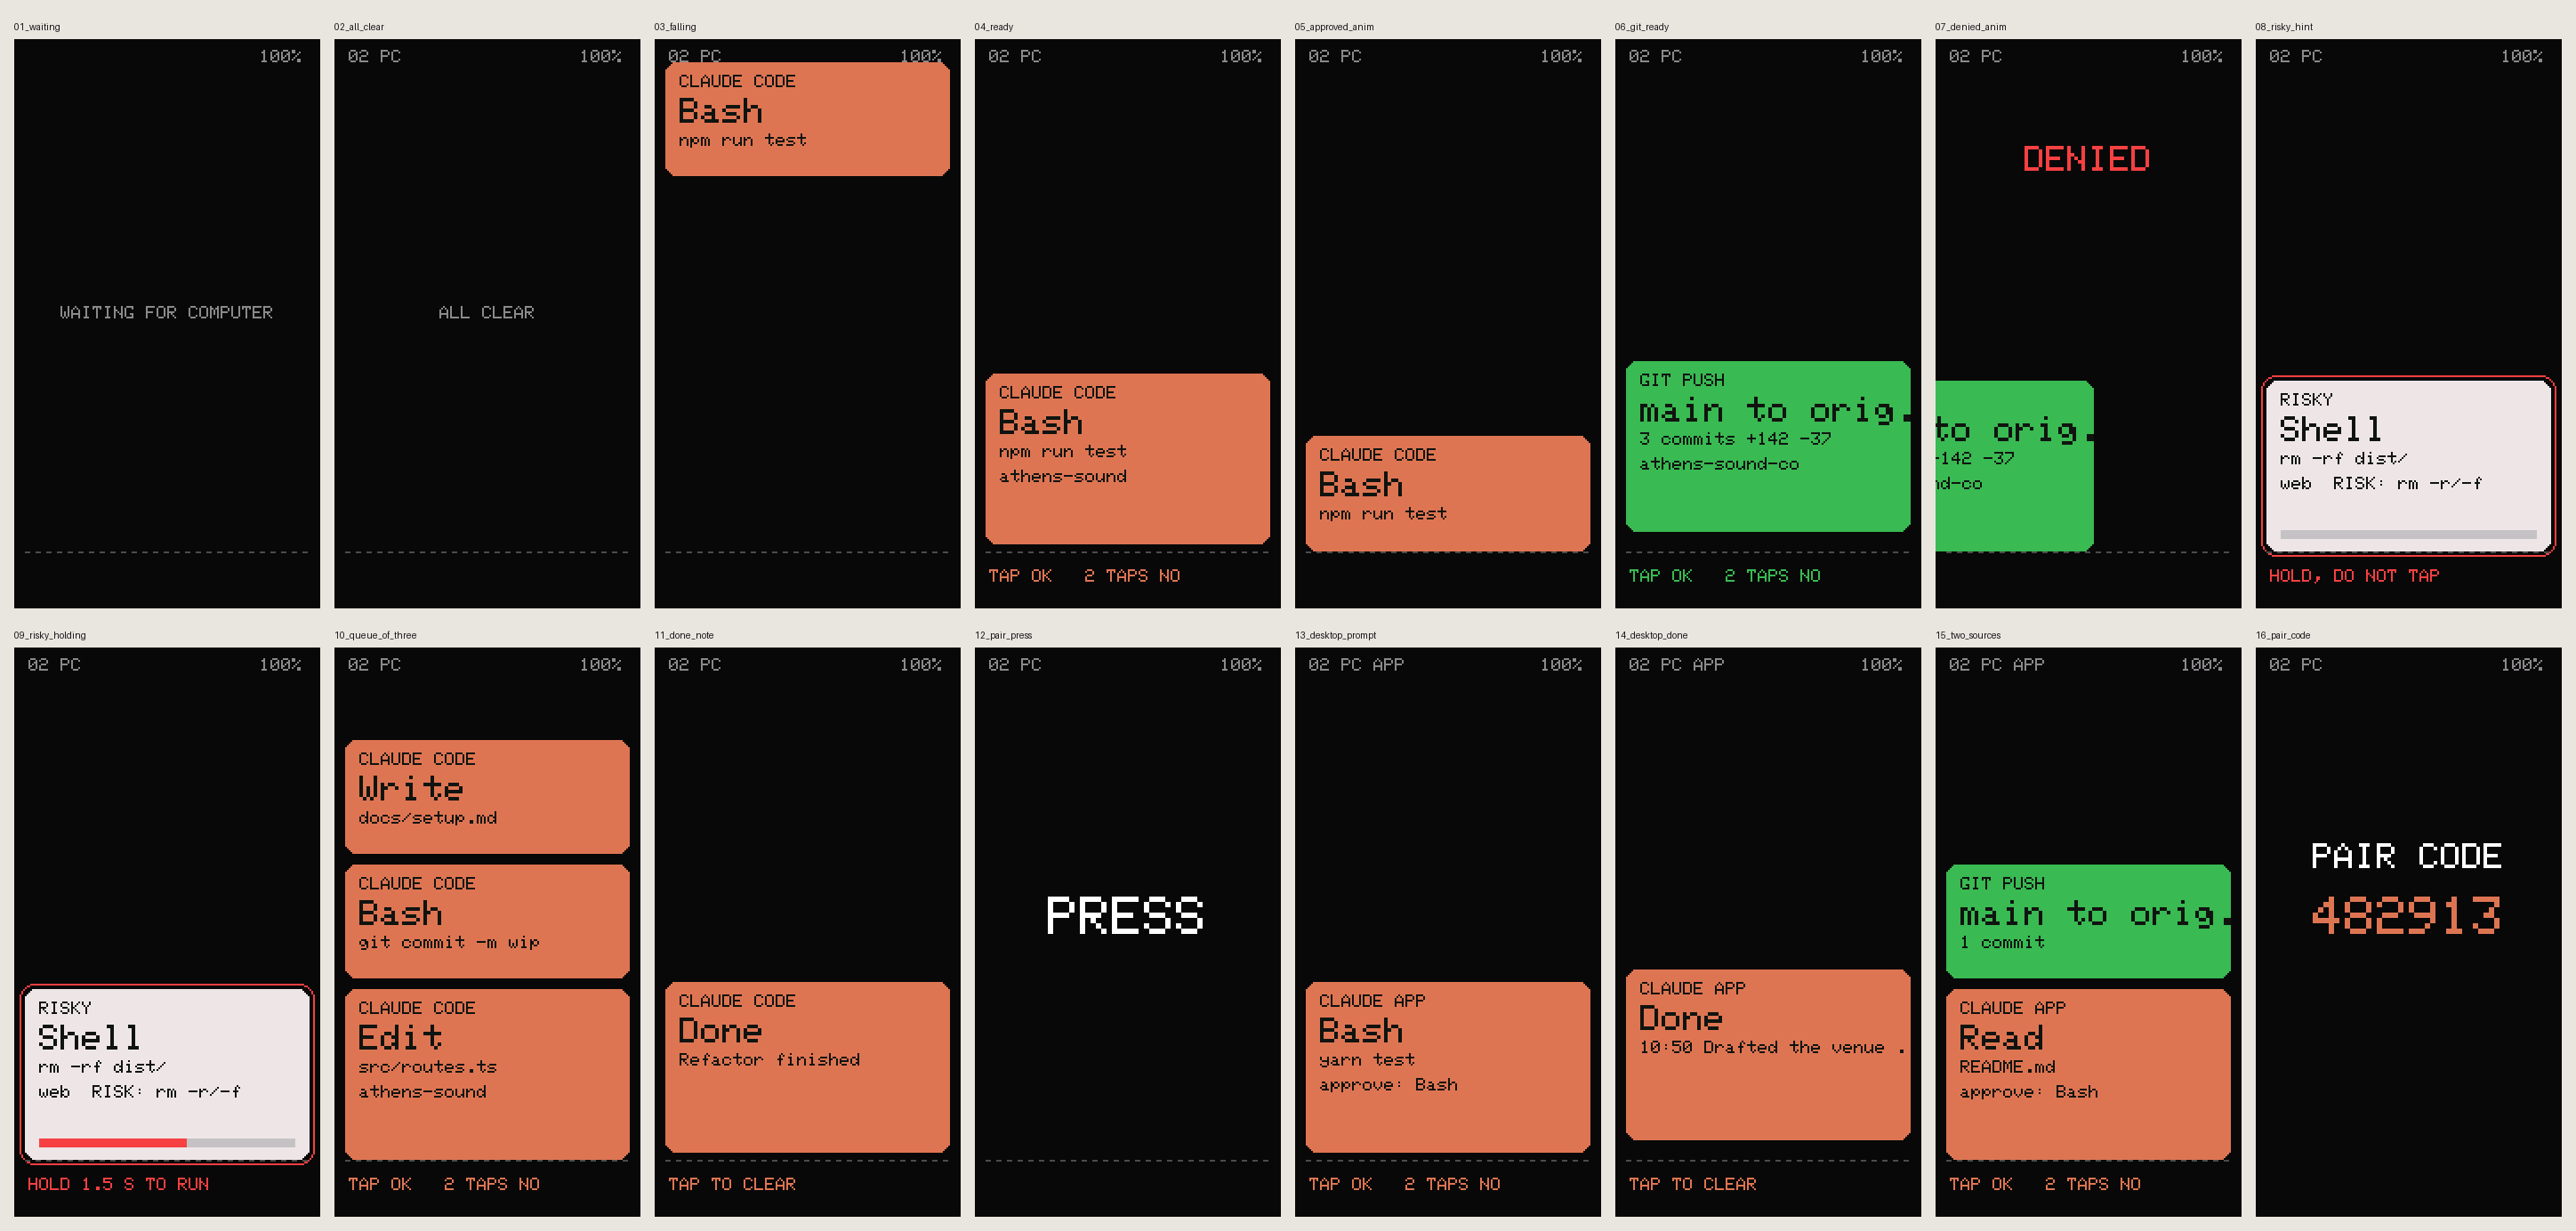 01_waiting
100%
WAITING FOR COMPUTER
02_all_clear
02 PC 100%
ALL CLEAR
03_falling
02 PC 100%
CLAUDE CODE
Bash
npm run test
04_ready
02 PC 100%
CLAUDE CODE
Bash
npm run test
athens-sound
TAP OK 2 TAPS NO
05_approved_anim
02 PC 100%
CLAUDE CODE
Bash
npm run test
06_git_ready
02 PC 100%
GIT PUSH
main to orig.
3 commits +142 -37
athens-sound-co
TAP OK 2 TAPS NO
07_denied_anim
02 PC 100%
DENIED
to orig.
-142 -37
nd-co
08_risky_hint
02 PC 100%
RISKY
Shell
rm -rf dist/
web RISK: rm -r/-f
HOLD, DO NOT TAP
09_risky_holding
02 PC 100%
RISKY
Shell
rm -rf dist/
web RISK: rm -r/-f
HOLD 1.5 S TO RUN
10_queue_of_three
02 PC 100%
CLAUDE CODE
Write
docs/setup.md
CLAUDE CODE
Bash
git commit -m wip
CLAUDE CODE
Edit
src/routes.ts
athens-sound
TAP OK 2 TAPS NO
11_done_note
02 PC 100%
CLAUDE CODE
Done
Refactor finished
TAP TO CLEAR
12_pair_press
02 PC 100%
PRESS
13_desktop_prompt
02 PC APP 100%
CLAUDE APP
Bash
yarn test
approve: Bash
TAP OK 2 TAPS NO
14_desktop_done
02 PC APP 100%
CLAUDE APP
Done
10:50 Drafted the venue .
TAP TO CLEAR
15_two_sources
02 PC APP 100%
GIT PUSH
main to orig.
1 commit
CLAUDE APP
Read
README.md
approve: Bash
TAP OK 2 TAPS NO
16_pair_code
02 PC 100%
PAIR CODE
482913